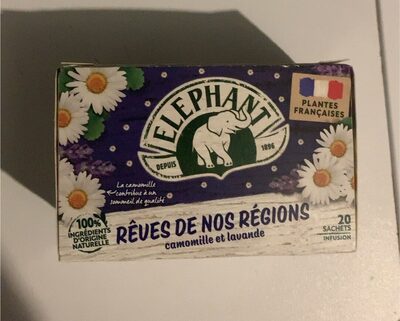 ELEPHANT
DEPUIS 1896
PLANTES
FRANÇAISES
La camomille
contribue à un
sommeil de qualité
100%
INGRÉDIENTS
D'ORIGINE
NATURELLE
RÊVES DE NOS RÉGIONS
camomille et lavande
20
SACHETS
INFUSION